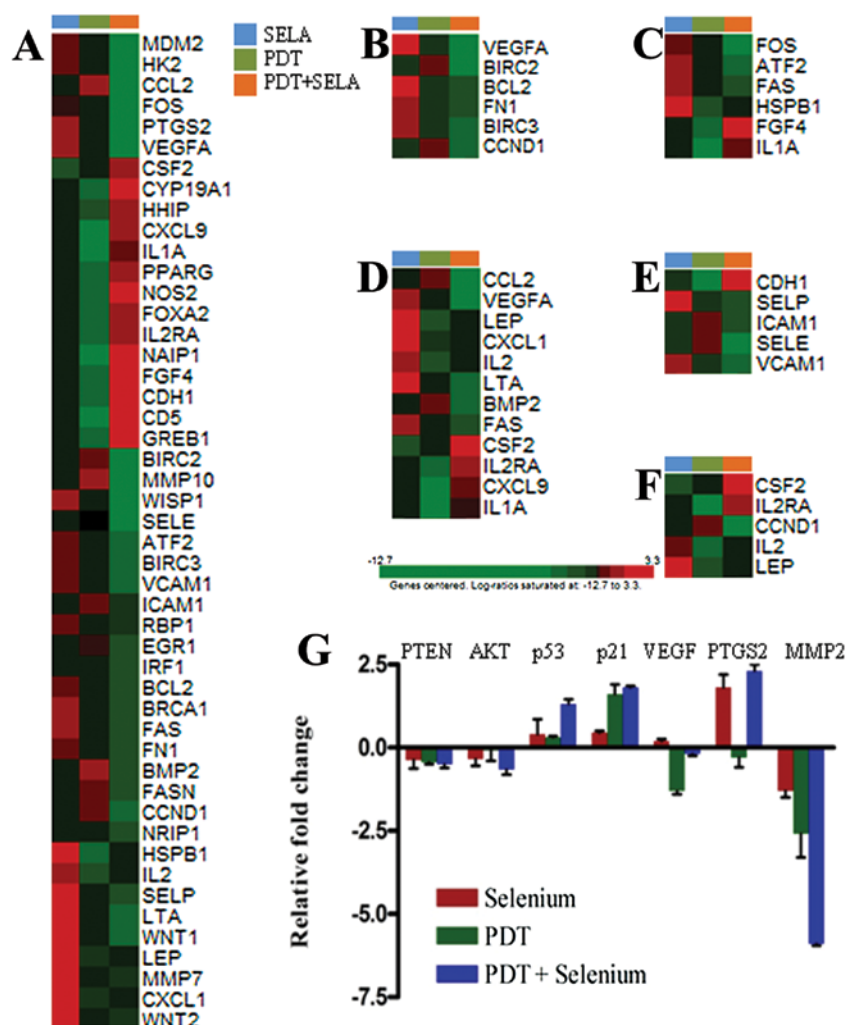 A
SELA
PDT
PDT+SELA
MDM2
HK2
CCL2
FOS
PTGS2
VEGFA
CSF2
CYP19A1
HHIP
CXCL9
IL1A
PPARG
NOS2
FOXA2
IL2RA
NAIP1
FGF4
CDH1
CD5
GREB1
BIRC2
MMP10
WISP1
SELE
ATF2
BIRC3
VCAM1
ICAM1
RBP1
EGR1
IRF1
BCL2
BRCA1
FAS
FN1
BMP2
FASN
CCND1
NRIP1
HSPB1
IL2
SELP
LTA
WNT1
LEP
MMP7
CXCL1
WNT2
B
VEGFA
BIRC2
BCL2
FN1
BIRC3
CCND1
C
FOS
ATF2
FAS
HSPB1
FGF4
IL1A
D
CCL2
VEGFA
LEP
CXCL1
IL2
LTA
BMP2
FAS
CSF2
IL2RA
CXCL9
IL1A
E
CDH1
SELP
ICAM1
SELE
VCAM1
F
CSF2
IL2RA
CCND1
IL2
LEP
-12.7 3.3
Genes centered. Log-ratios saturated at: -12.7 to 3.3.
G
PTEN AKT p53 p21 VEGF PTGS2 MMP2
Relative fold change
2.5
0.0
-2.5
-5.0
-7.5
Selenium
PDT
PDT + Selenium